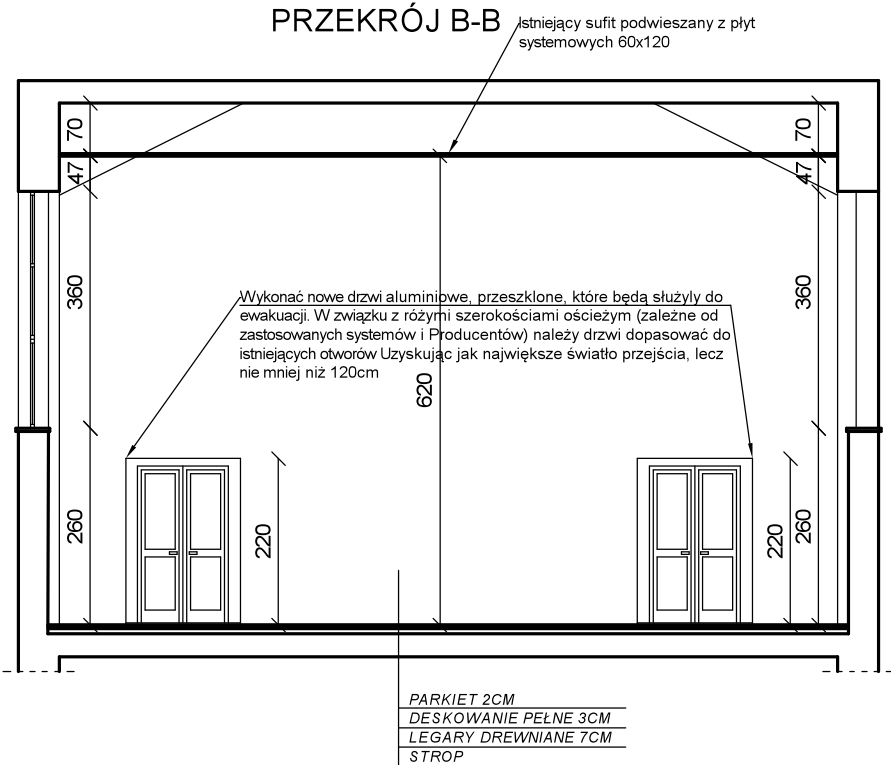 PRZEKRÓJ B-B
Istniejący sufit podwieszany z płyt
systemowych 60x120
70
70
47
47
360
360
Wykonać nowe drzwi aluminiowe, przeszklone, które będą służyly do
ewakuacji. W związku z różymi szerokościami ościeżym (zależne od
zastosowanych systemów i Producentów) należy drzwi dopasować do
istniejących otworów Uzyskując jak największe światło przejścia, lecz
nie mniej niż 120cm
620
260
220
220
260
PARKIET 2CM
DESKOWANIE PEŁNE 3CM
LEGARY DREWNIANE 7CM
STROP